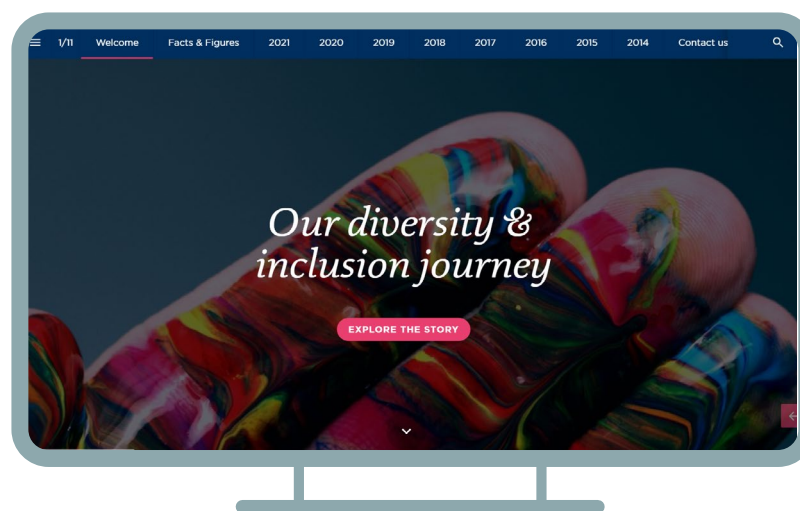 1/11 Welcome Facts & Figures 2021 2020 2019 2018 2017 2016 2015 2014 Contact us
Our diversity &
inclusion journey
EXPLORE THE STORY